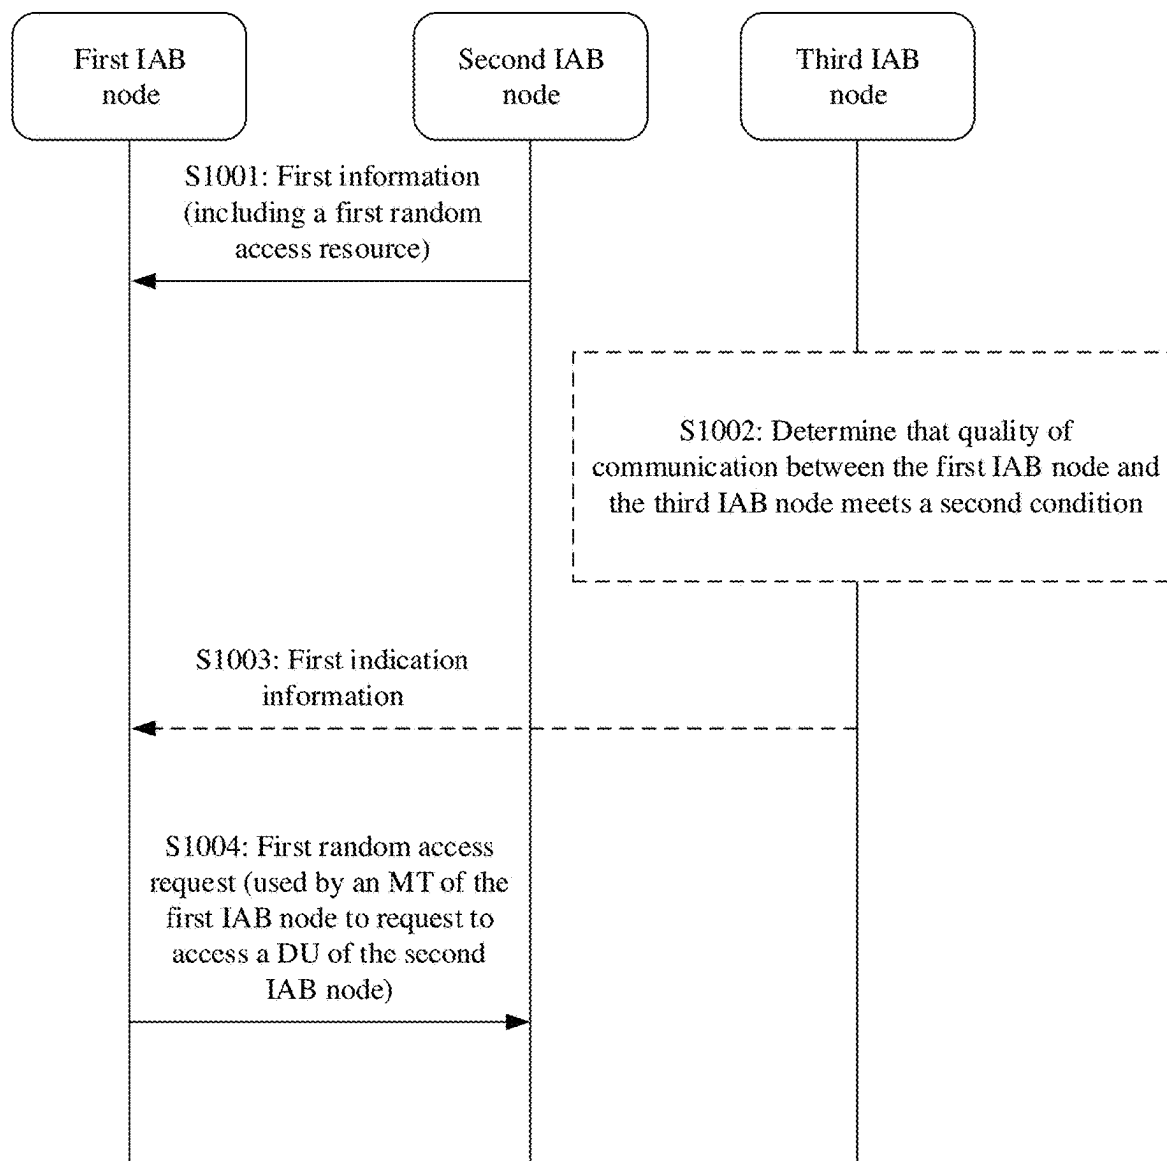 First IAB
node
Second IAB
node
Third IAB
node
S1001: First information
(including a first random
access resource)
S1002: Determine that quality of
communication between the first IAB node and
the third IAB node meets a second condition
S1003: First indication
information
S1004: First random access
request (used by an MT of the
first IAB node to request to
access a DU of the second
IAB node)